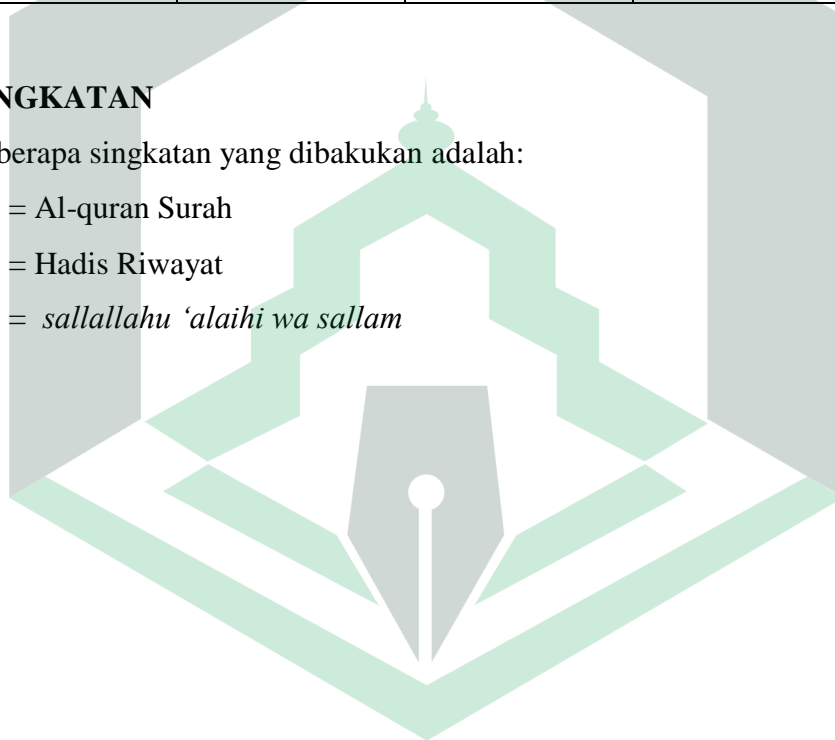 NGKATAN
berapa singkatan yang dibakukan adalah:
= Al-quran Surah
= Hadis Riwayat
= sallallahu ‘alaihi wa sallam